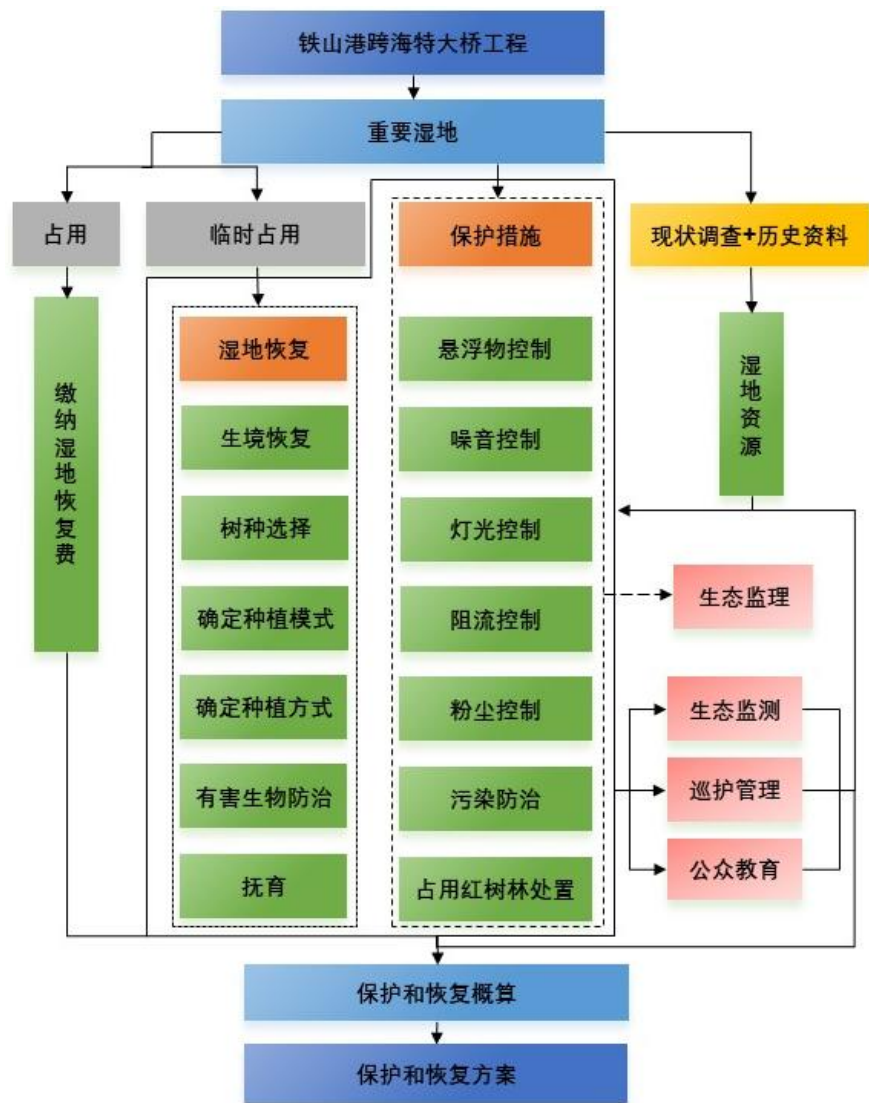 铁山港跨海特大桥工程
重要湿地
占用
临时占用
保护措施
现状调查+历史资料
缴纳湿地恢复费
湿地恢复
生境恢复
树种选择
确定种植模式
确定种植方式
有害生物防治
抚育
悬浮物控制
噪音控制
灯光控制
阻流控制
粉尘控制
污染防治
占用红树林处置
湿地资源
生态监理
生态监测
巡护管理
公众教育
保护和恢复概算
保护和恢复方案